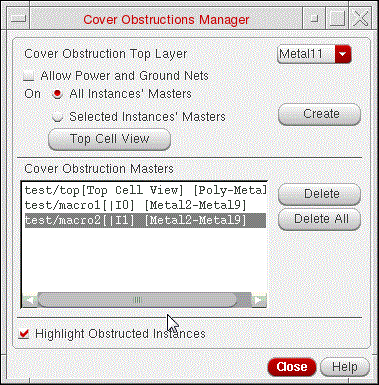 Cover Obstructions Manager
Cover Obstruction Top Layer Metal11
Allow Power and Ground Nets
On All Instances' Masters
Selected Instances' Masters Create
Top Cell View
Cover Obstruction Masters
test/top[Top Cell View] [Poly-Metal
test/macro1[|I0] [Metal2-Metal9]
test/macro2[|I1] [Metal2-Metal9]
Delete
Delete All
Highlight Obstructed Instances
Close Help